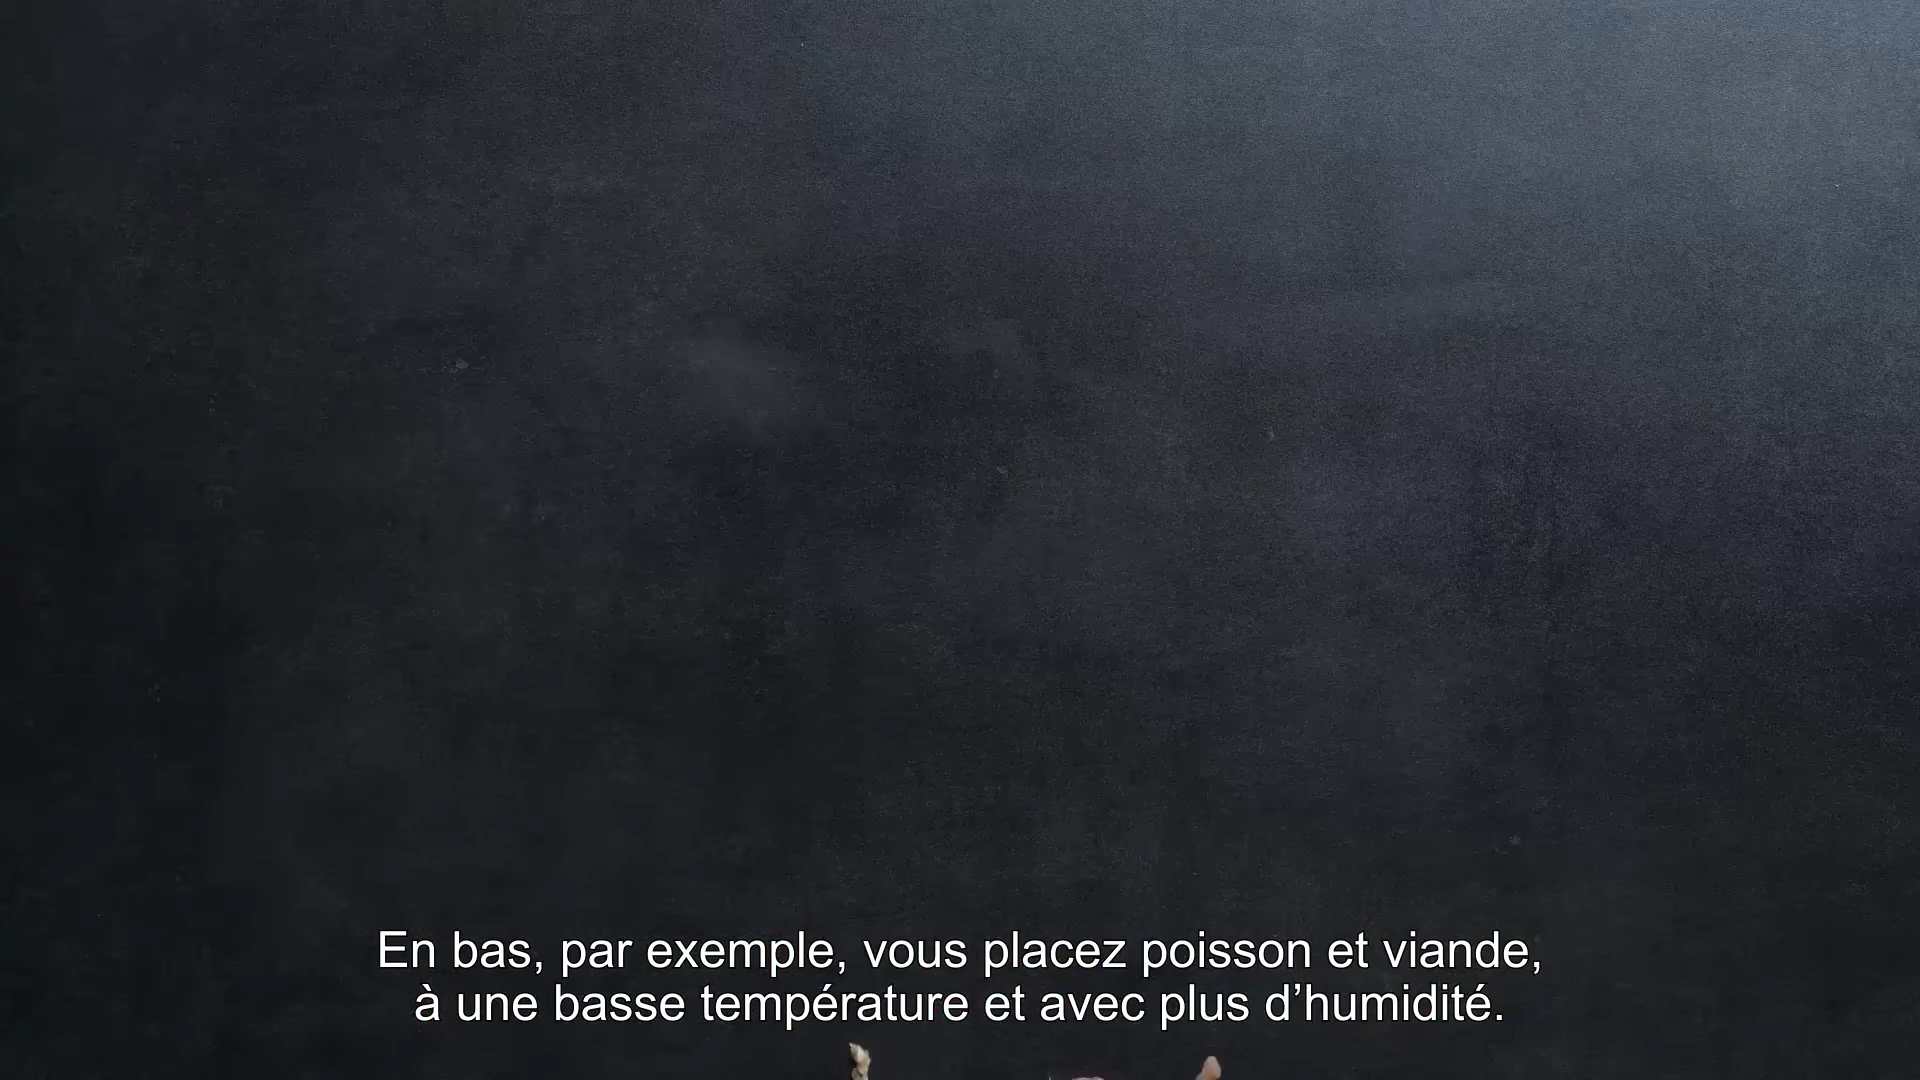 En bas, par exemple, vous placez poisson et viande,
à une basse température et avec plus d’humidité.